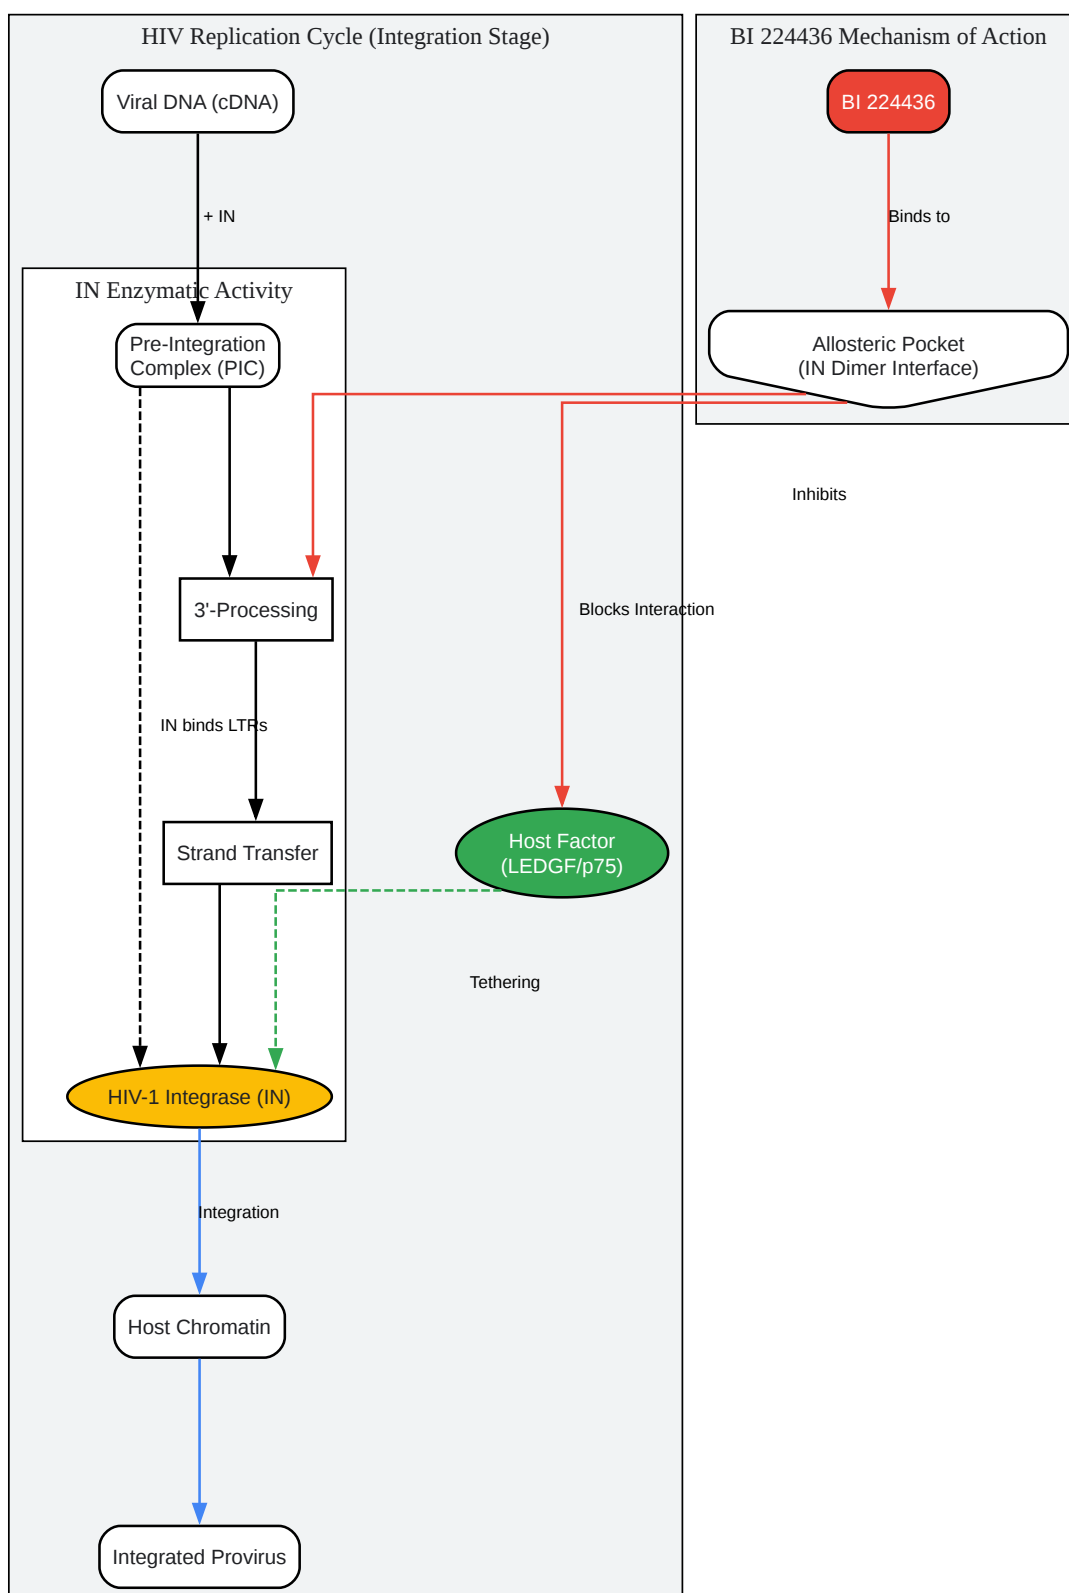 HIV Replication Cycle (Integration Stage)
BI 224436 Mechanism of Action
Viral DNA (cDNA)
BI 224436
+ IN
Binds to
IN Enzymatic Activity
Pre-Integration
Complex (PIC)
Allosteric Pocket
(IN Dimer Interface)
Inhibits
3'-Processing
Blocks Interaction
IN binds LTRs
Strand Transfer
Host Factor
(LEDGF/p75)
Tethering
HIV-1 Integrase (IN)
Integration
Host Chromatin
Integrated Provirus